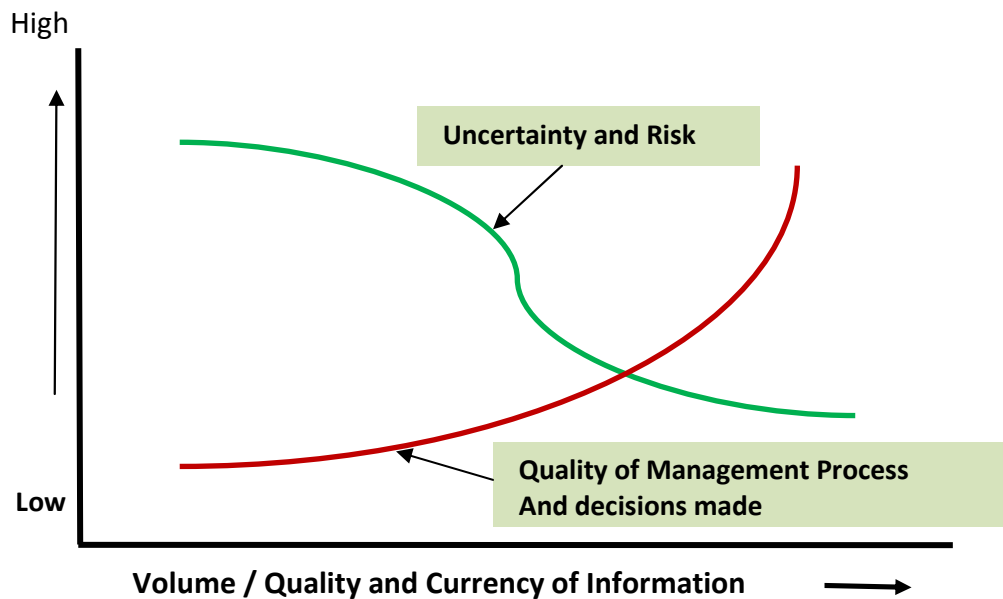 High
Uncertainty and Risk
Quality of Management Process
And decisions made
Low
Volume / Quality and Currency of Information